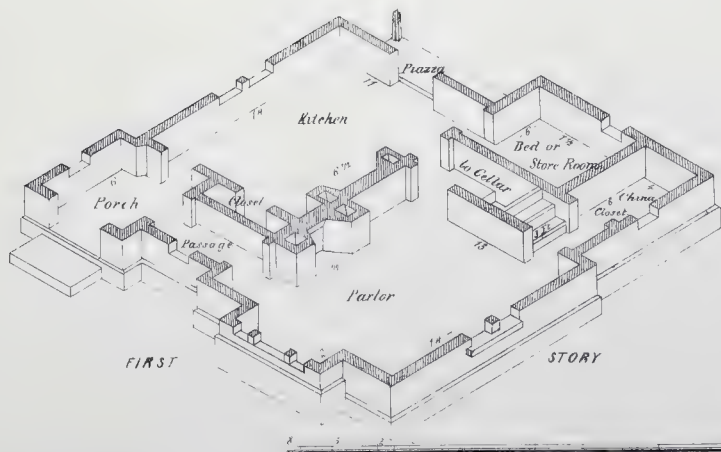 Piazza
Kitchen
Bed or
Store Room
to Cellar
China
Closet
Porch
Closet
Passage
Parlor
FIRST
STORY